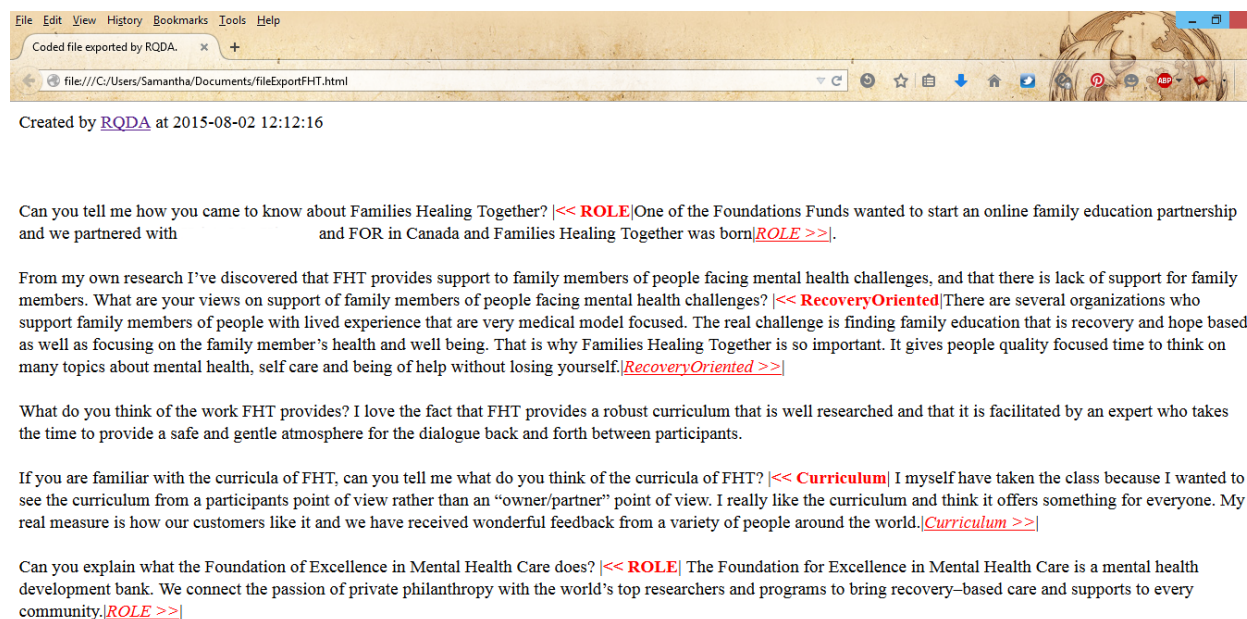 File Edit View History Bookmarks Tools Help
Coded file exported by RQDA. × +
file:///C:/Users/Samantha/Documents/fileExportFHT.html
ABP
Created by RQDA at 2015-08-02 12:12:16
Can you tell me how you came to know about Families Healing Together? |<< ROLE|One of the Foundations Funds wanted to start an online family education partnership
and we partnered with and FOR in Canada and Families Healing Together was born|ROLE >>|.
From my own research I’ve discovered that FHT provides support to family members of people facing mental health challenges, and that there is lack of support for family
members. What are your views on support of family members of people facing mental health challenges? |<< RecoveryOriented|There are several organizations who
support family members of people with lived experience that are very medical model focused. The real challenge is finding family education that is recovery and hope based
as well as focusing on the family member’s health and well being. That is why Families Healing Together is so important. It gives people quality focused time to think on
many topics about mental health, self care and being of help without losing yourself.|RecoveryOriented >>|
What do you think of the work FHT provides? I love the fact that FHT provides a robust curriculum that is well researched and that it is facilitated by an expert who takes
the time to provide a safe and gentle atmosphere for the dialogue back and forth between participants.
If you are familiar with the curricula of FHT, can you tell me what do you think of the curricula of FHT? |<< Curriculum| I myself have taken the class because I wanted to
see the curriculum from a participants point of view rather than an “owner/partner” point of view. I really like the curriculum and think it offers something for everyone. My
real measure is how our customers like it and we have received wonderful feedback from a variety of people around the world.|Curriculum >>|
Can you explain what the Foundation of Excellence in Mental Health Care does? |<< ROLE| The Foundation for Excellence in Mental Health Care is a mental health
development bank. We connect the passion of private philanthropy with the world’s top researchers and programs to bring recovery–based care and supports to every
community.|ROLE >>|